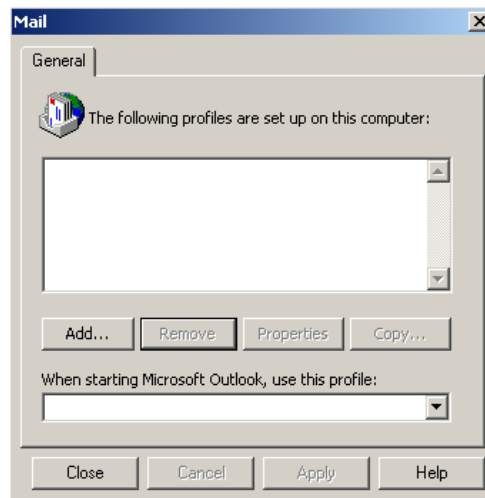 Mail
General
The following profiles are set up on this computer:
Add... Remove Properties Copy...
When starting Microsoft Outlook, use this profile:
Close Cancel Apply Help